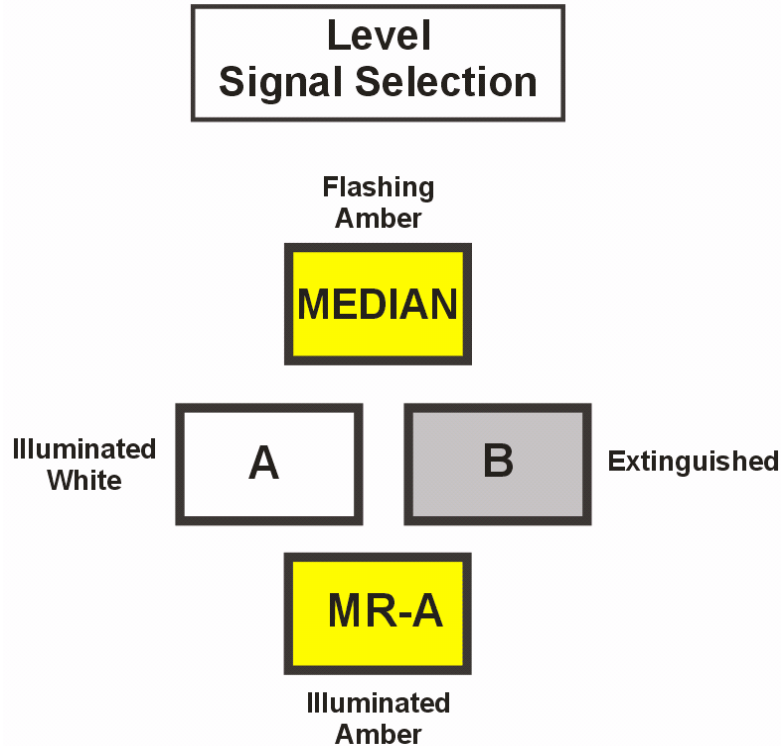 Level
Signal Selection
Flashing
Amber
MEDIAN
Illuminated
White
A
B
Extinguished
MR-A
Illuminated
Amber